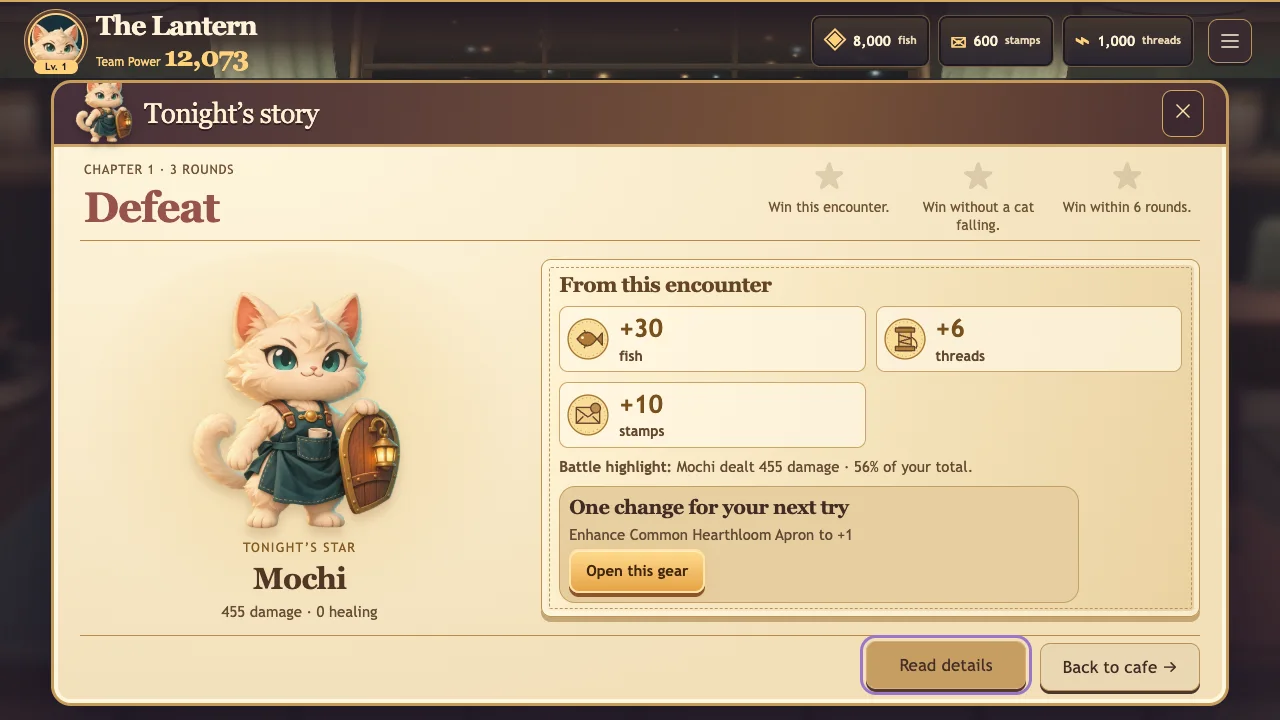 The Lantern
Team Power 12,073
Lv. 1
8,000 fish
600 stamps
1,000 threads
Tonight’s story
CHAPTER 1 · 3 ROUNDS
Defeat
Win this encounter.
Win without a cat
falling.
Win within 6 rounds.
TONIGHT’S STAR
Mochi
455 damage · 0 healing
From this encounter
+30
fish
+6
threads
+10
stamps
Battle highlight: Mochi dealt 455 damage · 56% of your total.
One change for your next try
Enhance Common Hearthloom Apron to +1
Open this gear
Read details
Back to cafe →